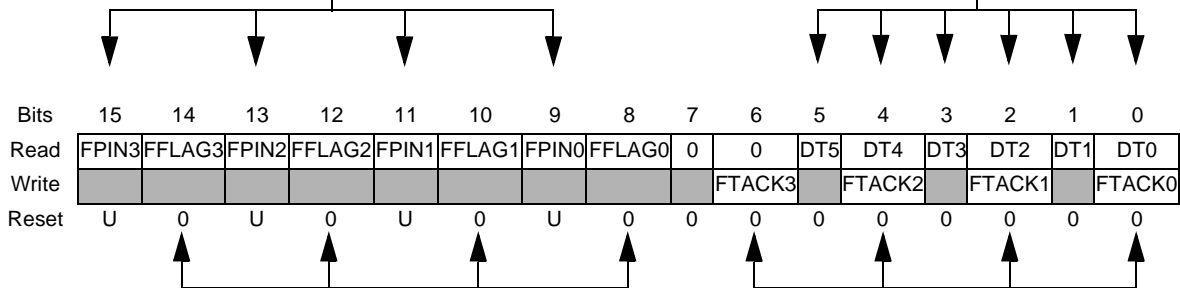 Bits 15 14 13 12 11 10 9 8 7 6 5 4 3 2 1 0
Read FPIN3 FFLAG3 FPIN2 FFLAG2 FPIN1 FFLAG1 FPIN0 FFLAG0 0 0 DT5 DT4 DT3 DT2 DT1 DT0
Write FTACK3 FTACK2 FTACK1 FTACK0
Reset U 0 U 0 U 0 U 0 0 0 0 0 0 0 0 0